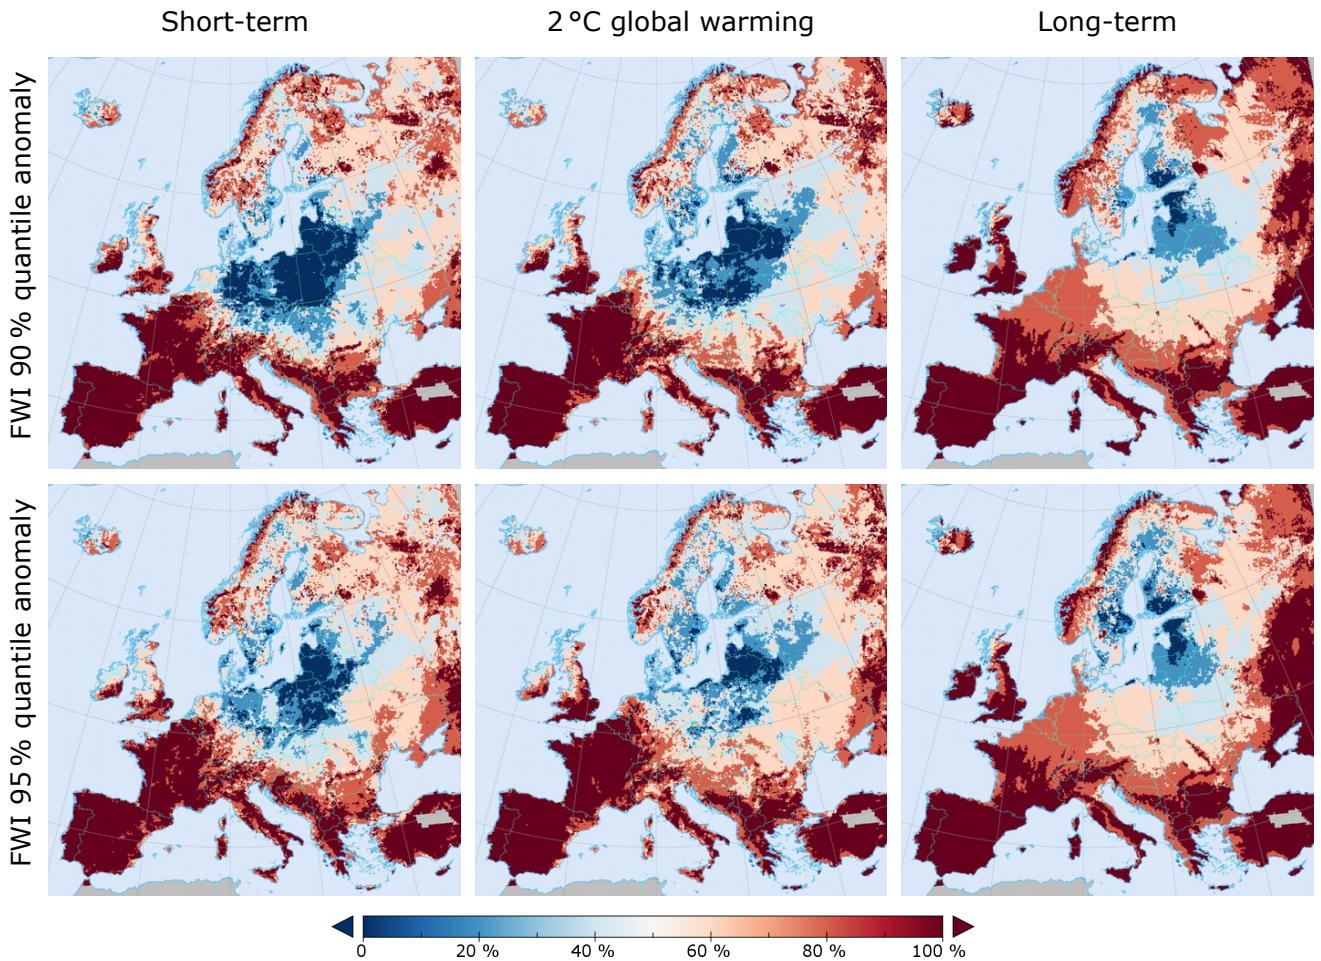 Short-term
2 °C global warming
Long-term
FWI 90 % quantile anomaly
FWI 95 % quantile anomaly
0 20 % 40 % 60 % 80 % 100 %